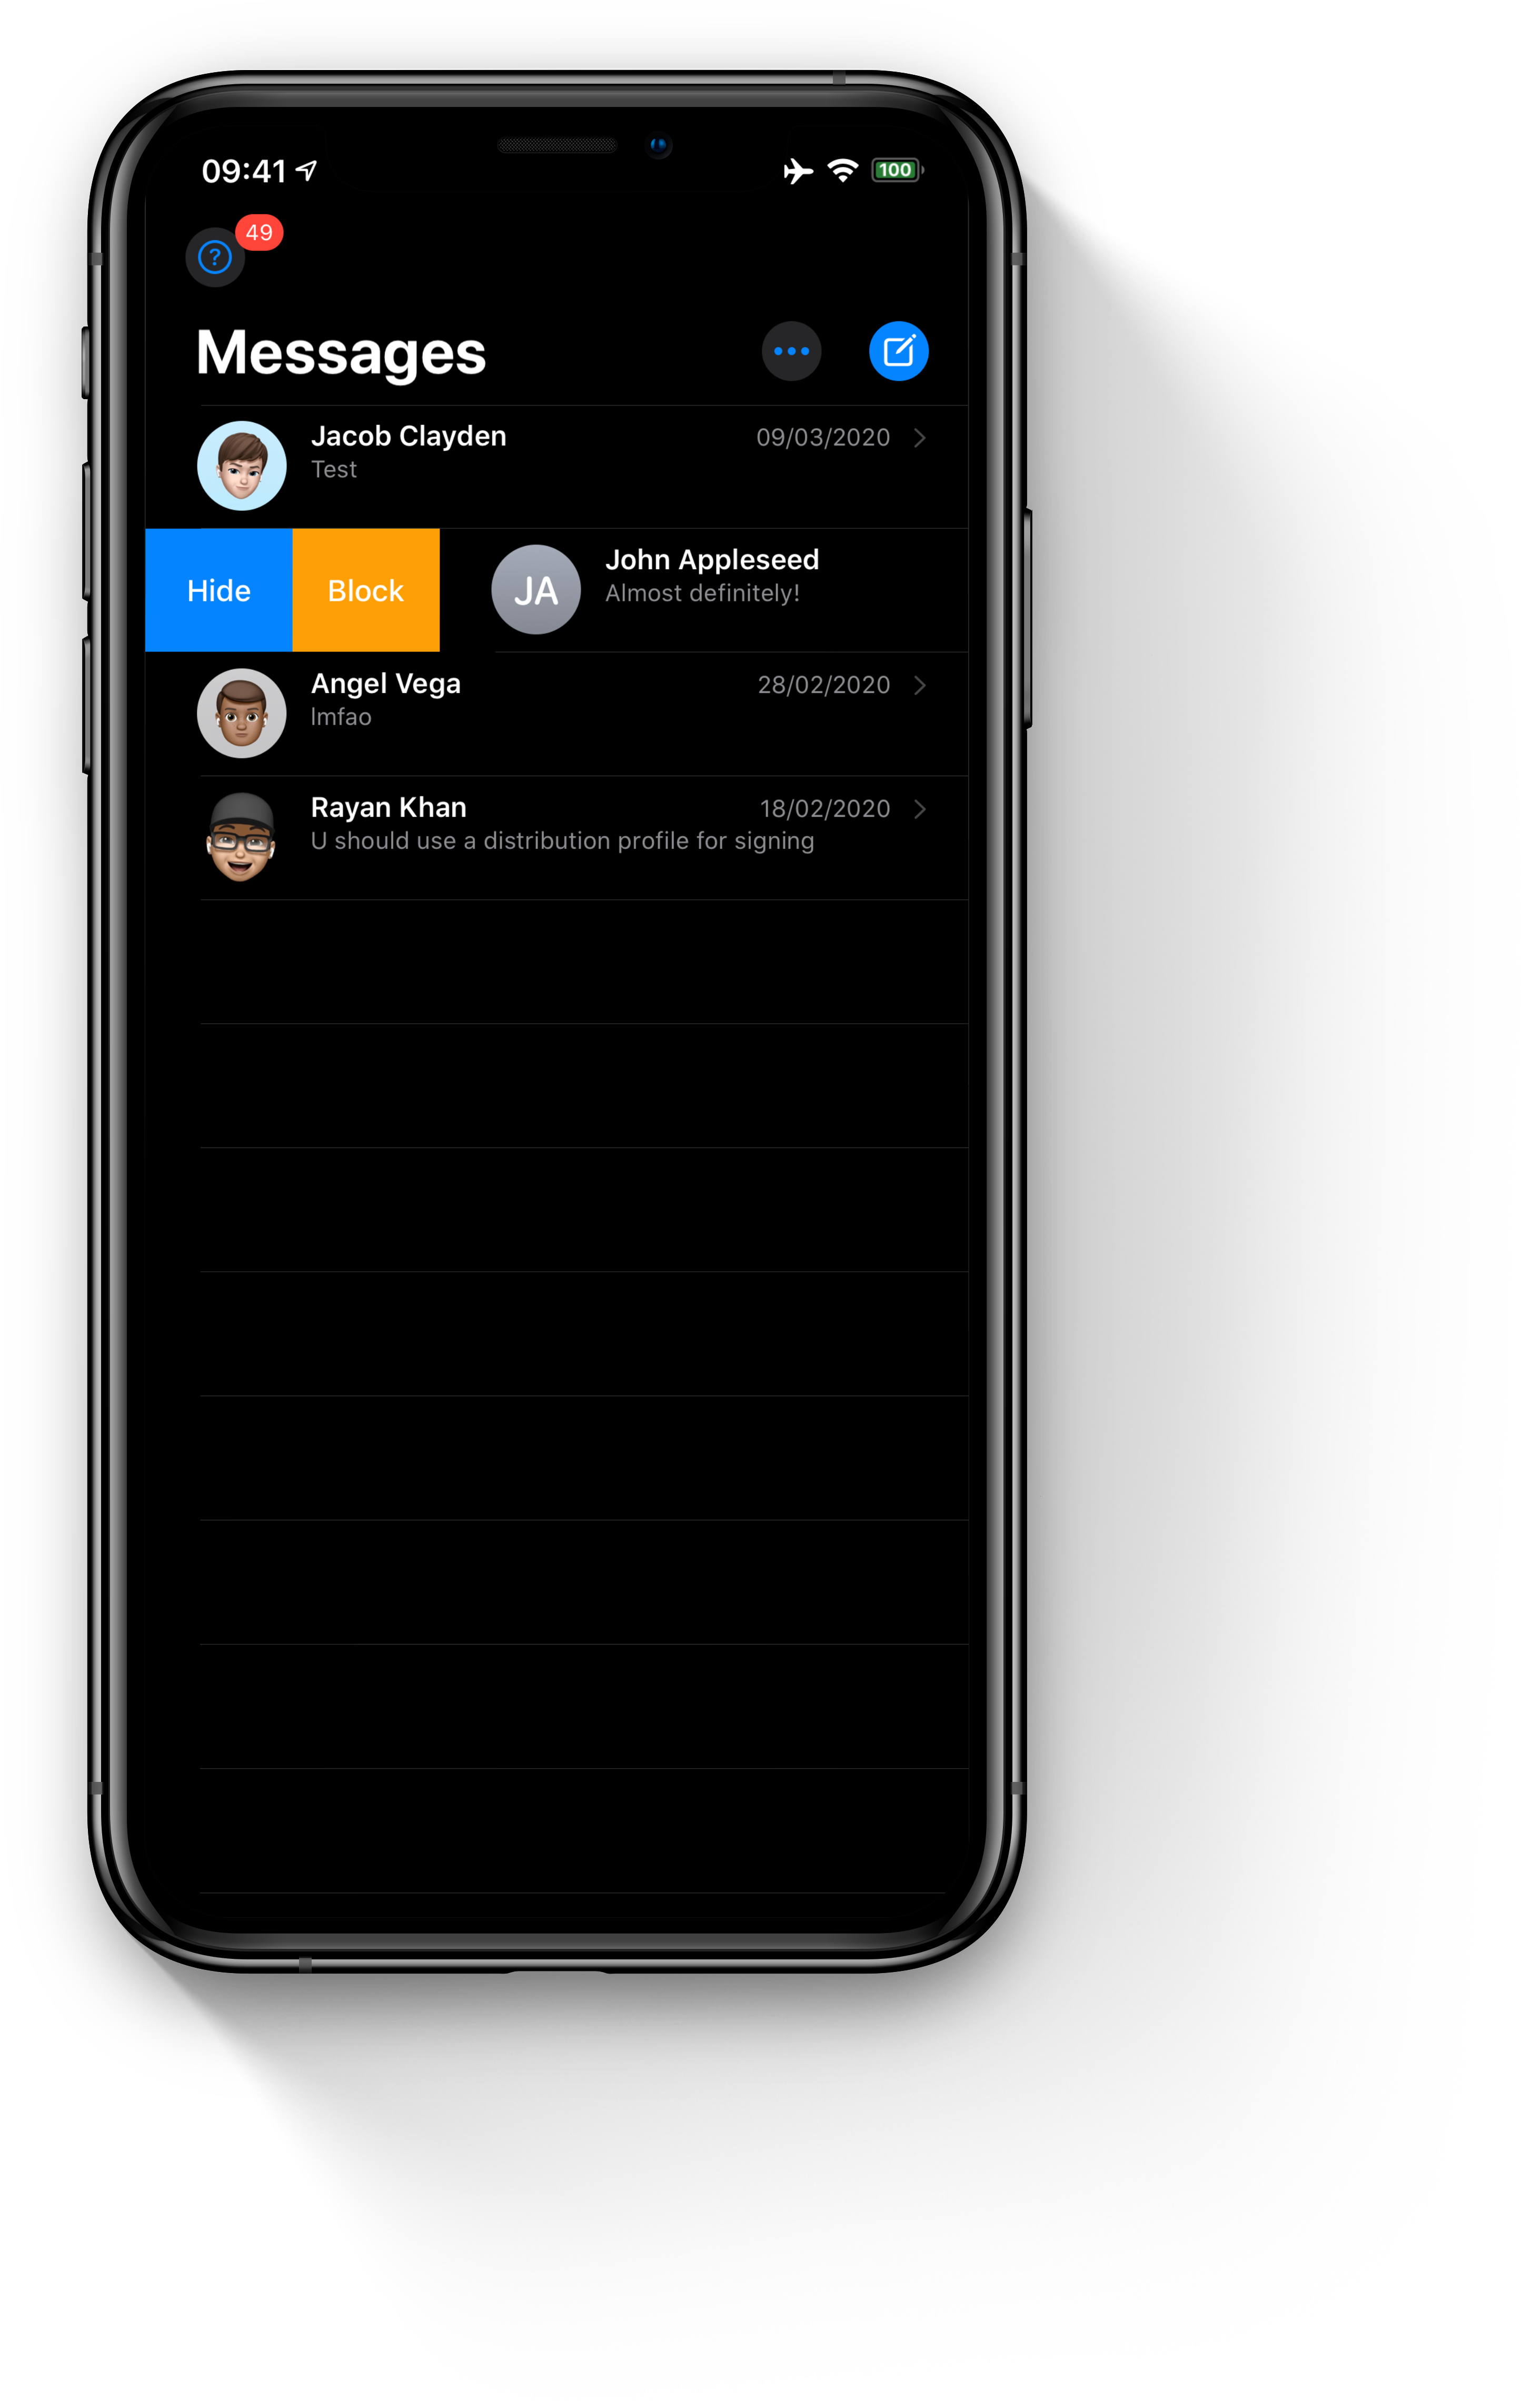 09:41
100
49
?
Messages
Jacob Clayden 09/03/2020
Test
Hide Block
JA
John Appleseed
Almost definitely!
Angel Vega 28/02/2020
lmfao
Rayan Khan 18/02/2020
U should use a distribution profile for signing